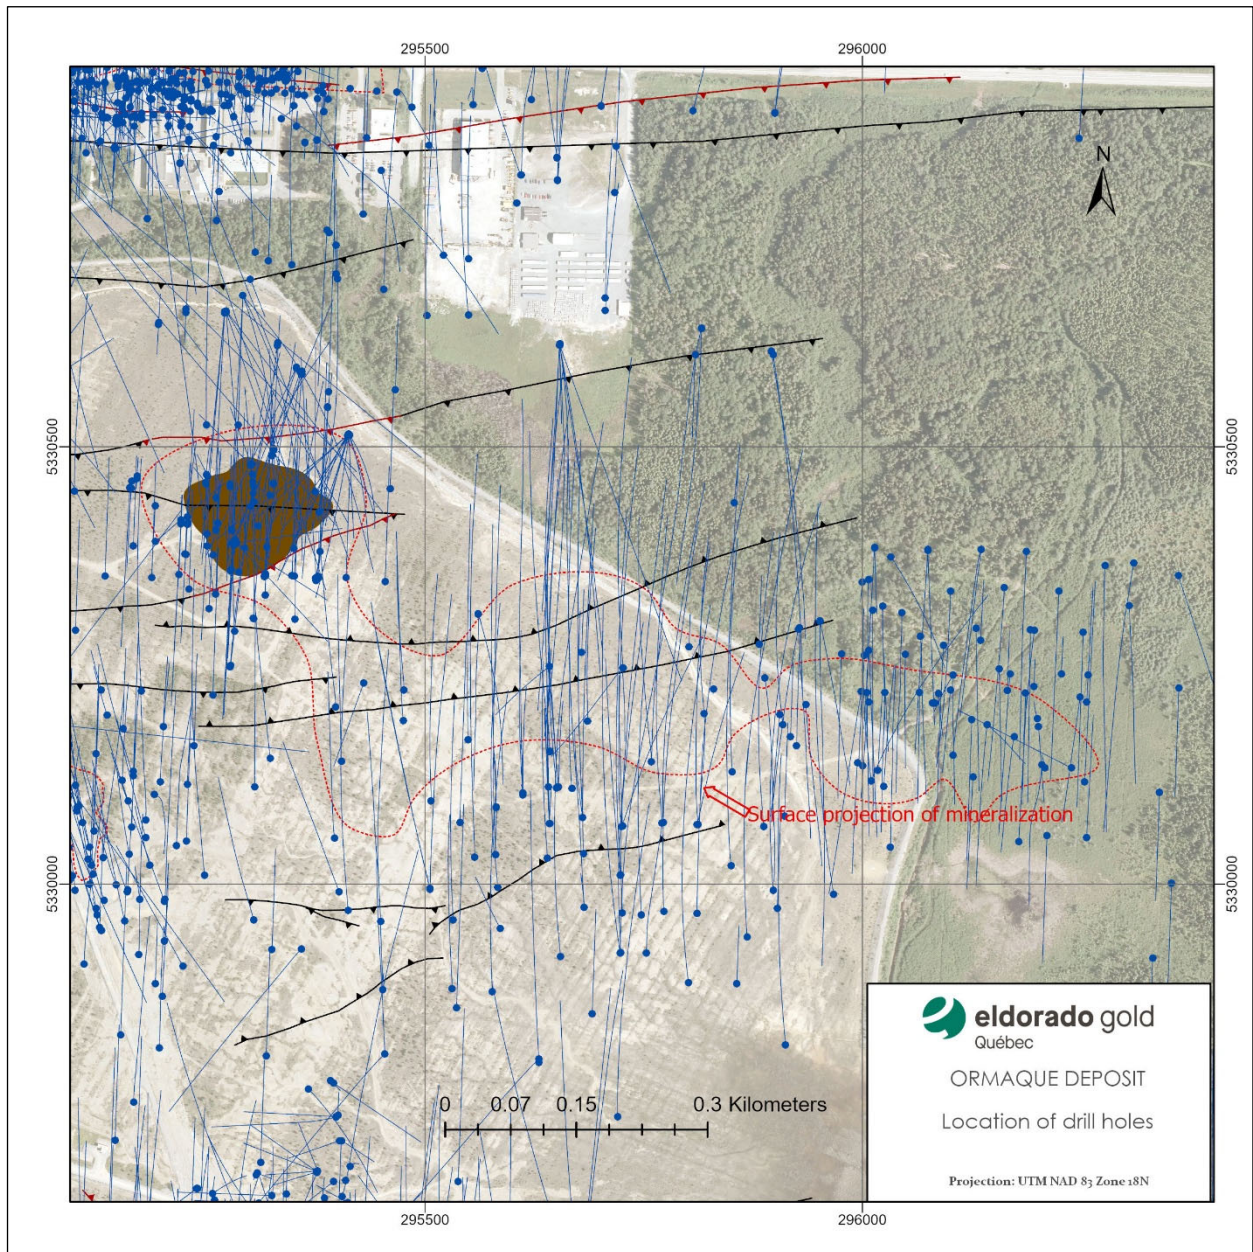 295500 296000
N
5330500 5330500
Surface projection of mineralization
5330000 5330000
eldorado gold
Québec
ORMAQUE DEPOSIT
Location of drill holes
Projection: UTM NAD 83 Zone 18N
0 0.07 0.15 0.3 Kilometers
295500 296000